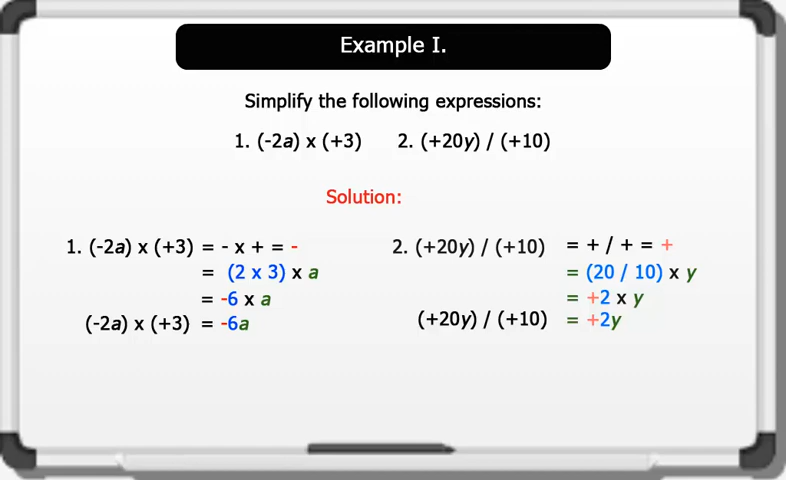 Example I.
Simplify the following expressions:
1. (-2a) x (+3) 2. (+20y) / (+10)
Solution:
1. (-2a) x (+3) = - x + = -
= (2 x 3) x a
= -6 x a
(-2a) x (+3) = -6a
2. (+20y) / (+10) = + / + = +
= (20 / 10) x y
= +2 x y
(+20y) / (+10) = +2y